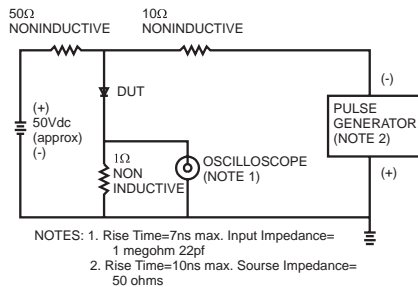 50Ω
NONINDUCTIVE
10Ω
NONINDUCTIVE
(+)
50Vdc
(approx)
(-)
DUT
1Ω
NON
INDUCTIVE
OSCILLOSCOPE
(NOTE 1)
(-)
PULSE
GENERATOR
(NOTE 2)
(+)
NOTES: 1. Rise Time=7ns max. Input Impedance=
1 megohm 22pf
2. Rise Time=10ns max. Sourse Impedance=
50 ohms